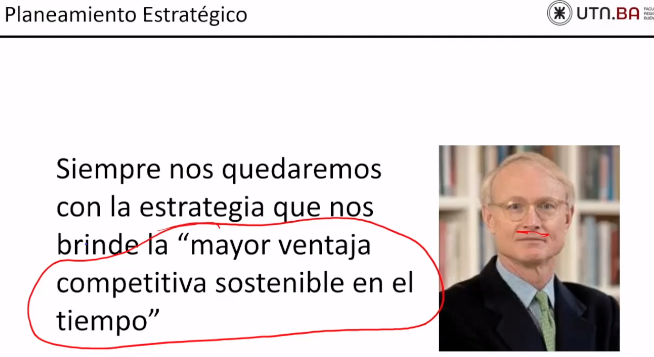 Planeamiento Estratégico
UTN.BA
Siempre nos quedaremos
con la estrategia que nos
brinde la “mayor ventaja
competitiva sostenible en el
tiempo”